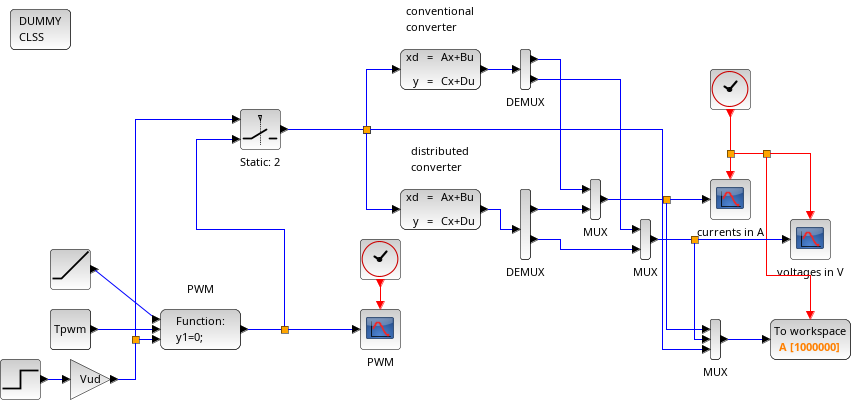 conventional
converter
DUMMY
CLSS
xd = Ax+Bu
y = Cx+Du
DEMUX
Static: 2
distributed
converter
xd = Ax+Bu
y = Cx+Du
DEMUX
MUX
MUX
currents in A
voltages in V
PWM
Tpwm
Function:
y1=0;
PWM
Vud
To workspace
A [1000000]
MUX